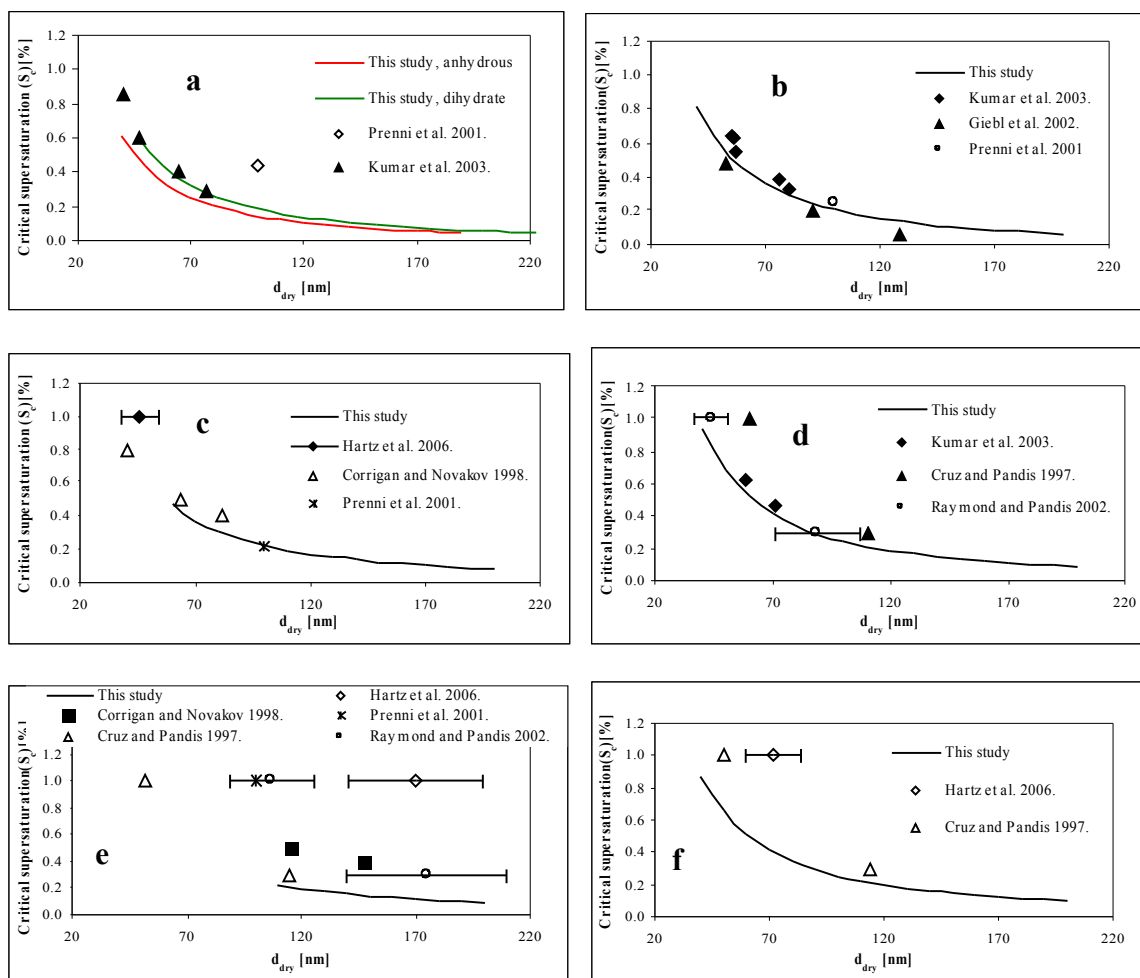 Critical supersaturation (Sc)[%]
1.2
1.0
0.8
0.6
0.4
0.2
0.0
a
This study, anhydrous
This study, dihydrate
Prenni et al. 2001.
Kumar et al. 2003.
20 70 120 170 220
d dry [nm]
Critical supersaturation(Sc)[%]
1.2
1.0
0.8
0.6
0.4
0.2
0.0
b
This study
Kumar et al. 2003.
Giebl et al. 2002.
Prenni et al. 2001
20 70 120 170 220
d dry [nm]
Critical supersaturation (Sc)[%]
1.2
1.0
0.8
0.6
0.4
0.2
0.0
c
This study
Hartz et al. 2006.
Corrigan and Novakov 1998.
Prenni et al. 2001.
20 70 120 170 220
d dry [nm]
Critical supersaturation(Sc)[%]
1.2
1.0
0.8
0.6
0.4
0.2
0.0
d
This study
Kumar et al. 2003.
Cruz and Pandis 1997.
Raymond and Pandis 2002.
20 70 120 170 220
d dry [nm]
This study Hartz et al. 2006.
Corrigan and Novakov 1998. Prenni et al. 2001.
Cruz and Pandis 1997. Raymond and Pandis 2002.
Critical supersaturation(Sc)[%]
1.0
0.8
0.6
0.4
0.2
0.0
e
20 70 120 170 220
d dry [nm]
Critical supersaturation(Sc)[%]
1.2
1.0
0.8
0.6
0.4
0.2
0.0
f
This study
Hartz et al. 2006.
Cruz and Pandis 1997.
20 70 120 170 220
d dry [nm]